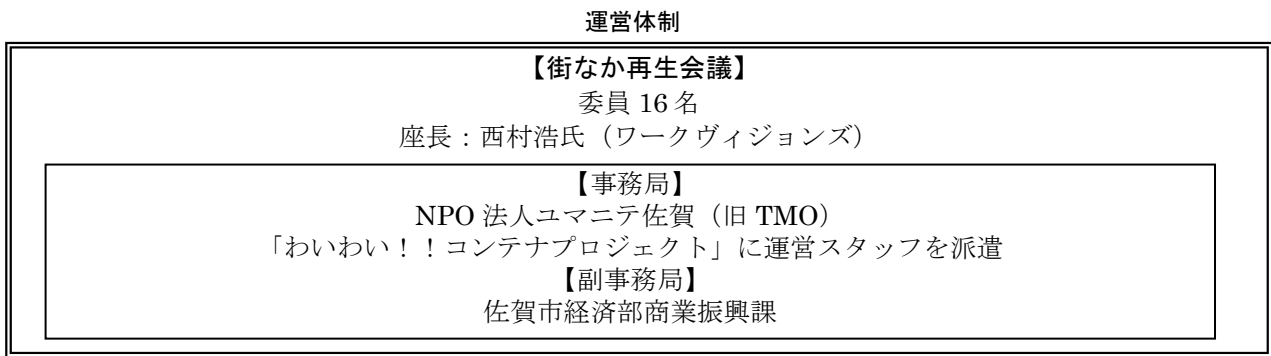 運営体制
【街なか再生会議】
委員 16 名
座長：西村浩氏（ワークヴィジョンズ）
【事務局】
NPO 法人ユマニテ佐賀（旧 TMO）
「わいわい！！コンテナプロジェクト」に運営スタッフを派遣
【副事務局】
佐賀市経済部商業振興課